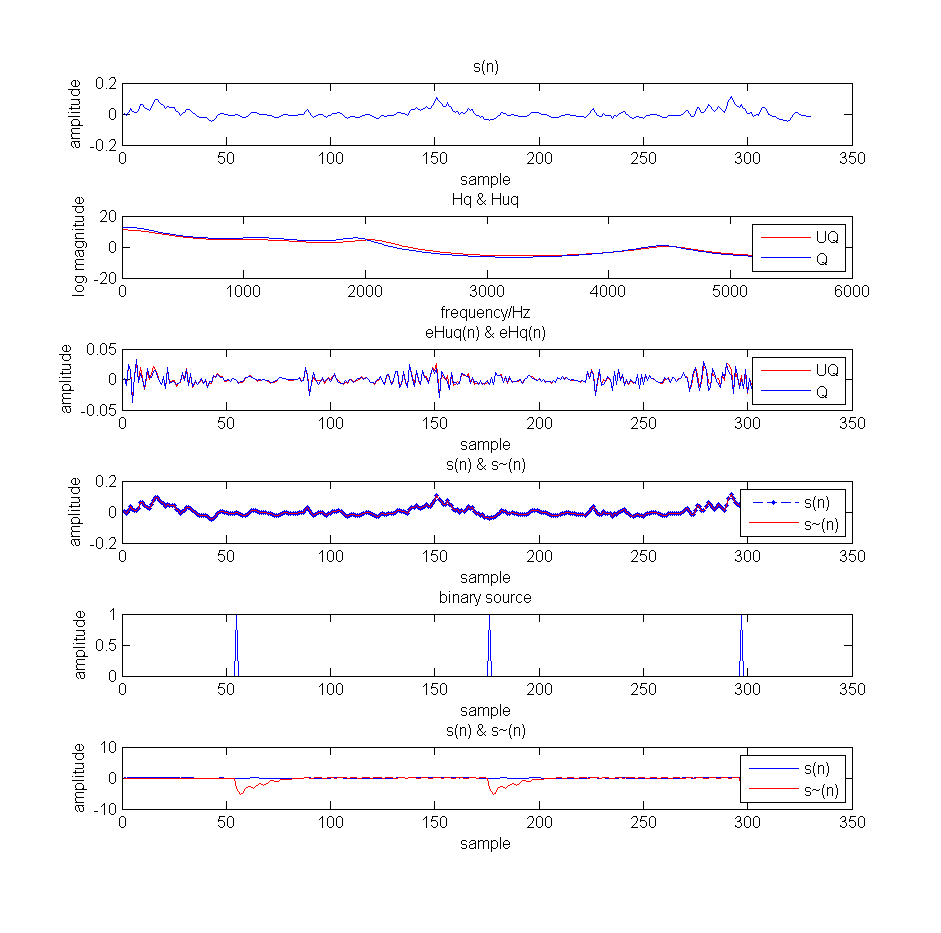 s(n)
0.2
0
-0.2
amplitude
0 50 100 150 200 250 300 350
sample
Hq & Huq
20
0
-20
log magnitude
UQ
Q
0 1000 2000 3000 4000 5000 6000
frequency/Hz
eHuq(n) & eHq(n)
0.05
0
-0.05
amplitude
UQ
Q
0 50 100 150 200 250 300 350
sample
s(n) & s~(n)
0.2
0
-0.2
amplitude
s(n)
s~(n)
0 50 100 150 200 250 300 350
sample
binary source
1
0.5
0
amplitude
0 50 100 150 200 250 300 350
sample
s(n) & s~(n)
10
0
-10
amplitude
s(n)
s~(n)
0 50 100 150 200 250 300 350
sample